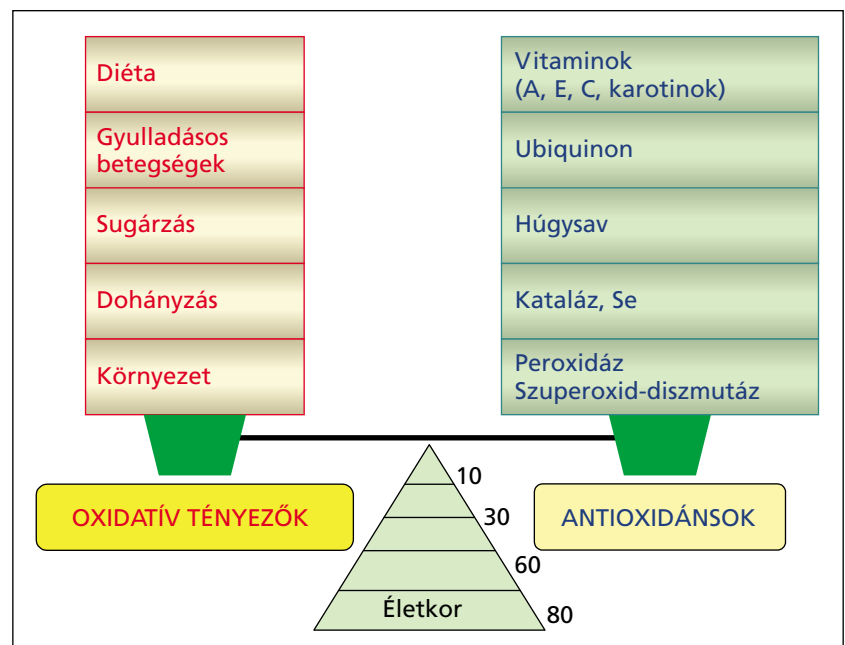 Diéta
Gyulladásos
betegségek
Sugárzás
Dohányzás
Környezet
Vitaminok
(A, E, C, karotinok)
Ubiquinon
Húgysav
Kataláz, Se
Peroxidáz
Szuperoxid-diszmutáz
OXIDATÍV TÉNYEZŐK
ANTIOXIDÁNSOK
10
30
60
80
Életkor